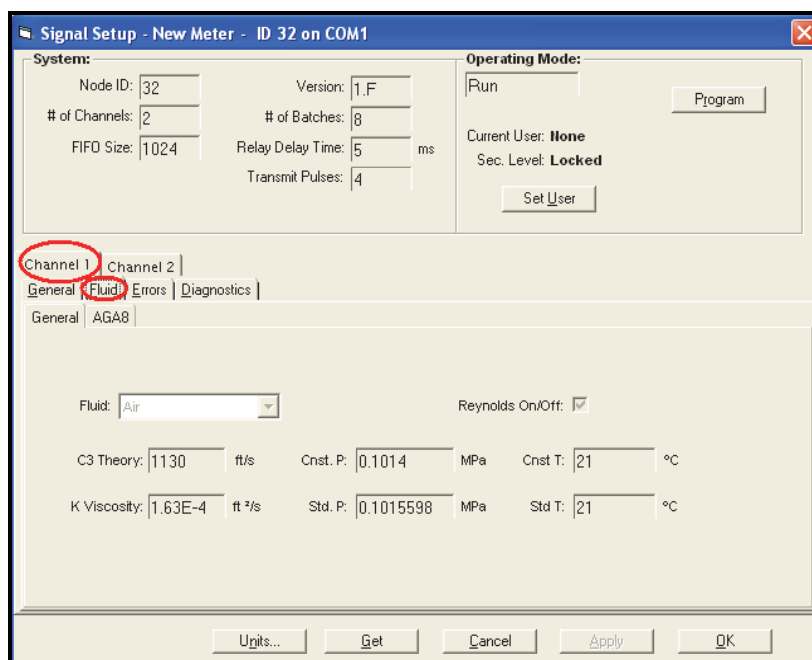 Signal Setup - New Meter - ID 32 on COM1
System:
Node ID: 32 Version: 1.F
# of Channels: 2 # of Batches: 8
FIFO Size: 1024 Relay Delay Time: 5 ms
Transmit Pulses: 4
Operating Mode:
Run
Program
Current User: None
Sec. Level: Locked
Set User
Channel 1 Channel 2
General Fluid Errors Diagnostics
General AGA8
Fluid: Air Reynolds On/Off:
C3 Theory: 1130 ft/s Cnst. P: 0.1014 MPa Cnst T: 21 °C
K Viscosity: 1.63E-4 ft ²/s Std. P: 0.1015598 MPa Std T: 21 °C
Units... Get Cancel Apply OK